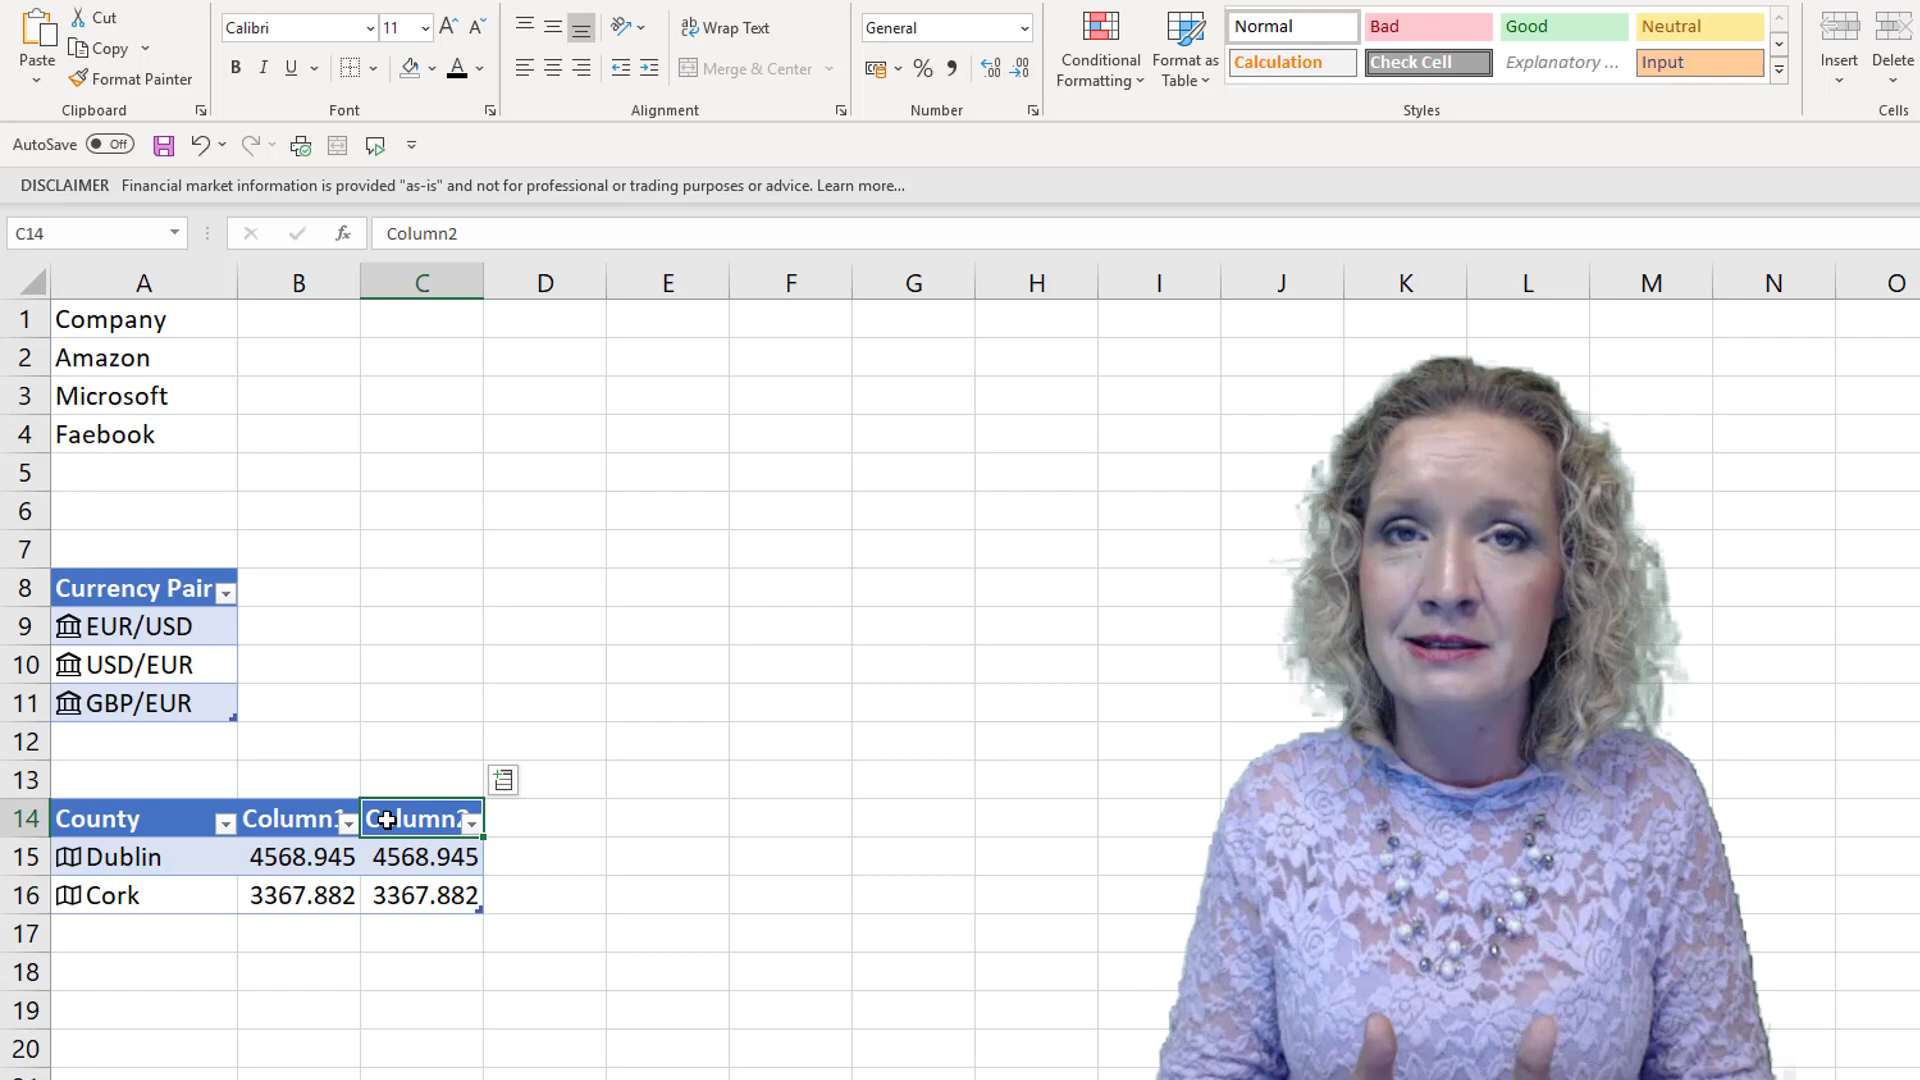 Paste
Cut
Copy
Format Painter
Clipboard
Calibri
11
B I U A
Font
Wrap Text
Merge & Center
Alignment
General
%
Number
Conditional Formatting
Format as Table
Normal
Bad
Good
Neutral
Calculation
Check Cell
Explanatory ...
Input
Styles
Insert
Delete
Cells
AutoSave Off
DISCLAIMER Financial market information is provided "as-is" and not for professional or trading purposes or advice. Learn more...
C14
fx
Column2
A B C D E F G H I J K L M N O
1 Company
2 Amazon
3 Microsoft
4 Faebook
5
6
7
8 Currency Pair
9 EUR/USD
10 USD/EUR
11 GBP/EUR
12
13
14 County Column1 Column2
15 Dublin 4568.945 4568.945
16 Cork 3367.882 3367.882
17
18
19
20